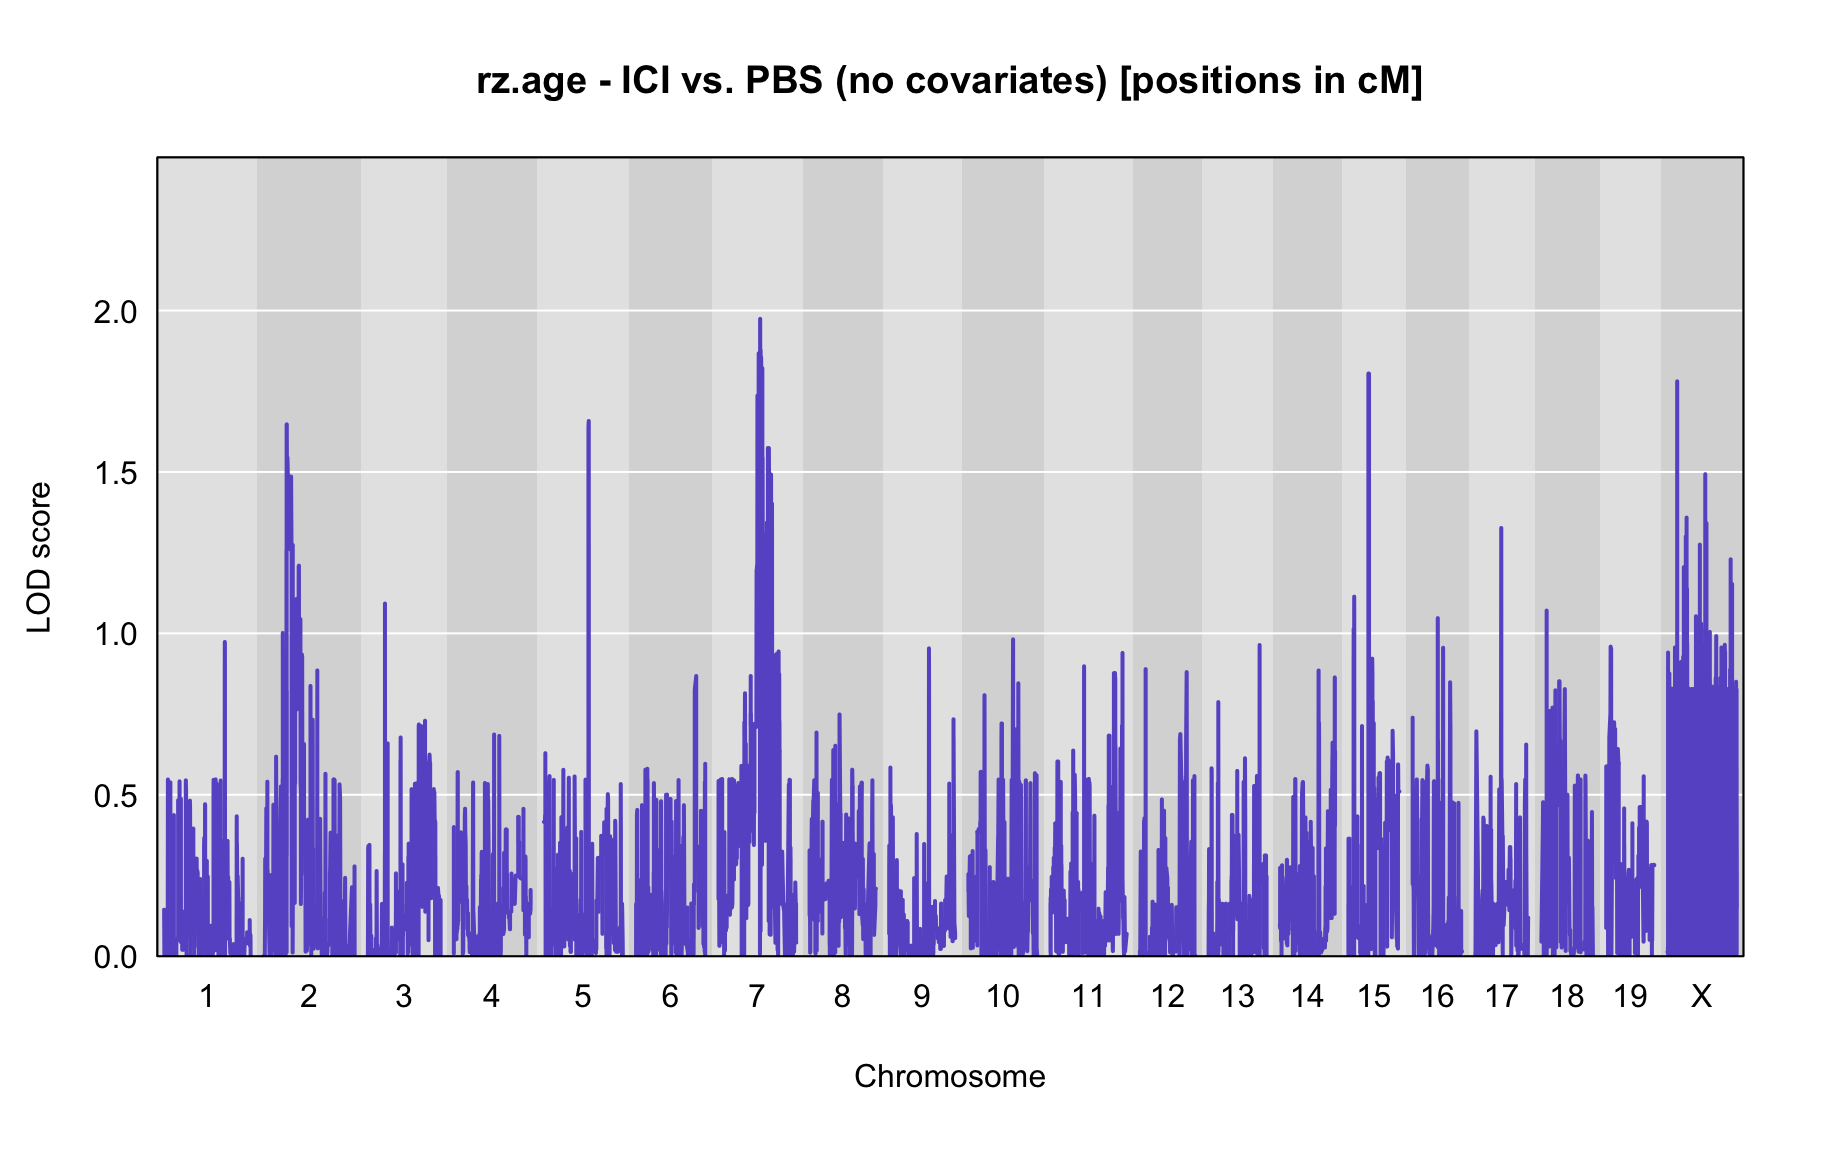 rz.age - ICI vs. PBS (no covariates) [positions in cM]
2.0
1.5
1.0
0.5
0.0
LOD score
1 2 3 4 5 6 7 8 9 10 11 12 13 14 15 16 17 18 19 X
Chromosome